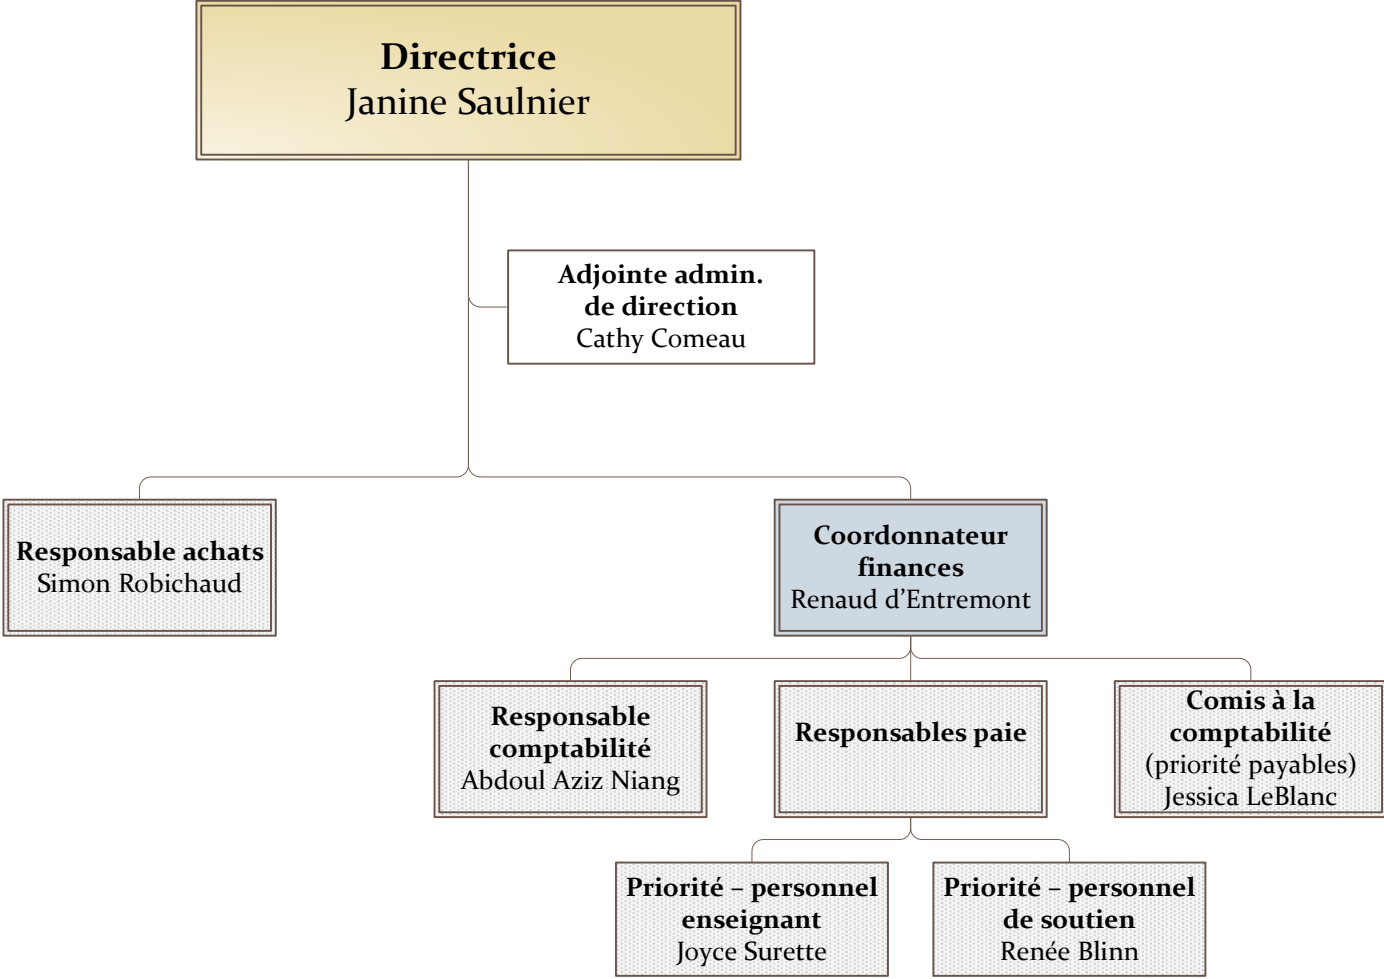 Directrice
Janine Saulnier
Adjointe admin.
de direction
Cathy Comeau
Responsable achats
Simon Robichaud
Coordonnateur
finances
Renaud d’Entremont
Responsable
comptabilité
Abdoul Aziz Niang
Responsables paie
Comis à la
comptabilité
(priorité payables)
Jessica LeBlanc
Priorité – personnel
enseignant
Joyce Surette
Priorité – personnel
de soutien
Renée Blinn